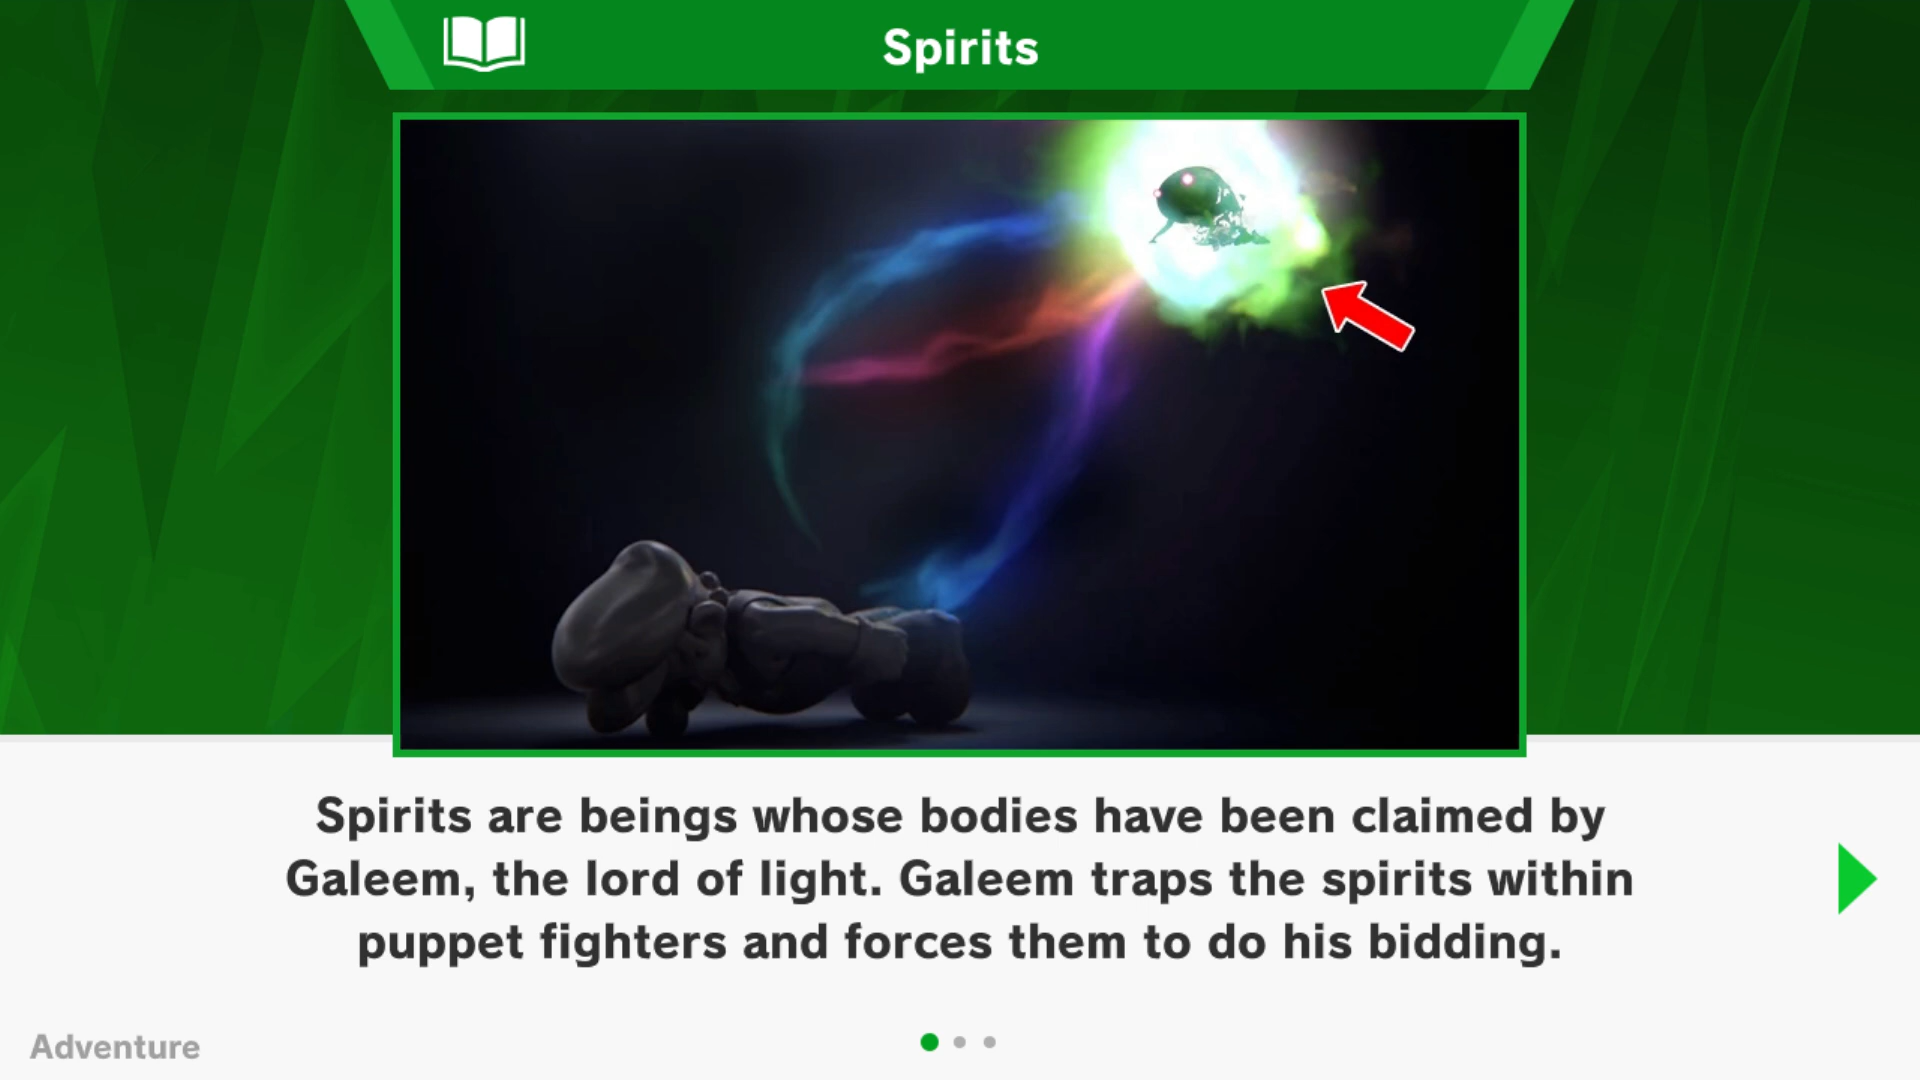 Spirits
Spirits are beings whose bodies have been claimed by
Galeem, the lord of light. Galeem traps the spirits within
puppet fighters and forces them to do his bidding.
Adventure